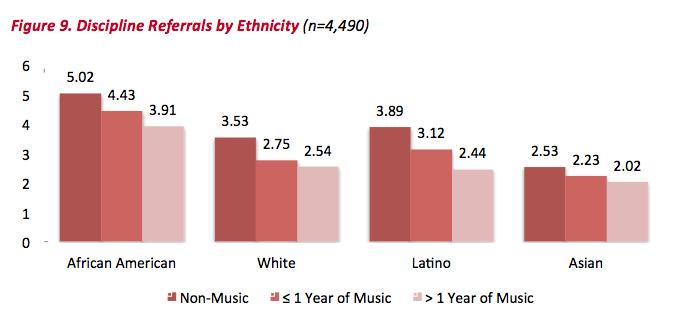 Figure 9. Discipline Referrals by Ethnicity (n=4,490)
6
5
4
3
2
1
0
5.02 4.43 3.91
3.53 2.75 2.54
3.89 3.12 2.44
2.53 2.23 2.02
African American White Latino Asian
Non-Music ≤ 1 Year of Music > 1 Year of Music